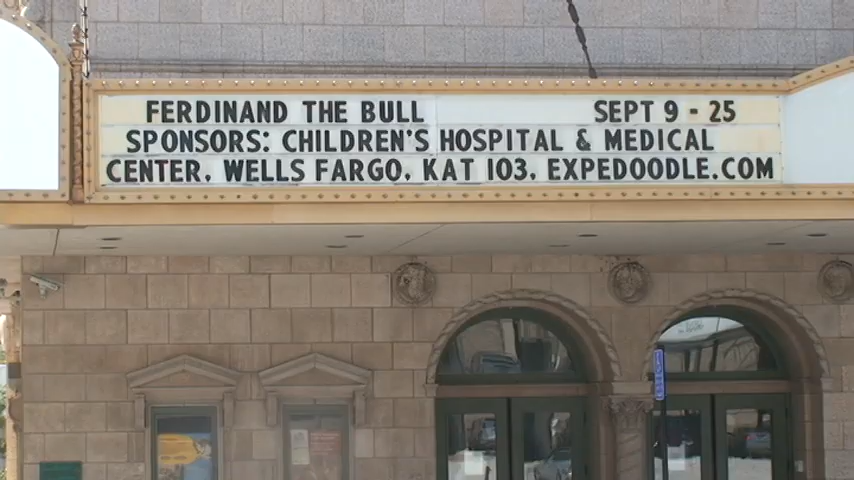 FERDINAND THE BULL SEPT 9 - 25
SPONSORS: CHILDREN'S HOSPITAL & MEDICAL
CENTER, WELLS FARGO, KAT 103, EXPEDOODLE.COM